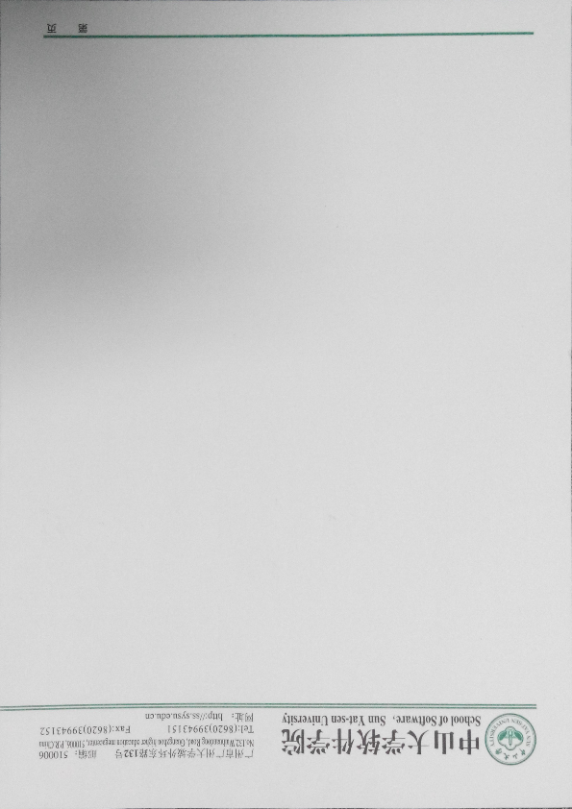 中山大学软件学院
School of Software, Sun Yat-sen University
广州市广州大学城外环东路132号 邮编：510006
Tel:(8620)39943151 Fax:(8620)39943152
网址：http://ss.sysu.edu.cn
第 页